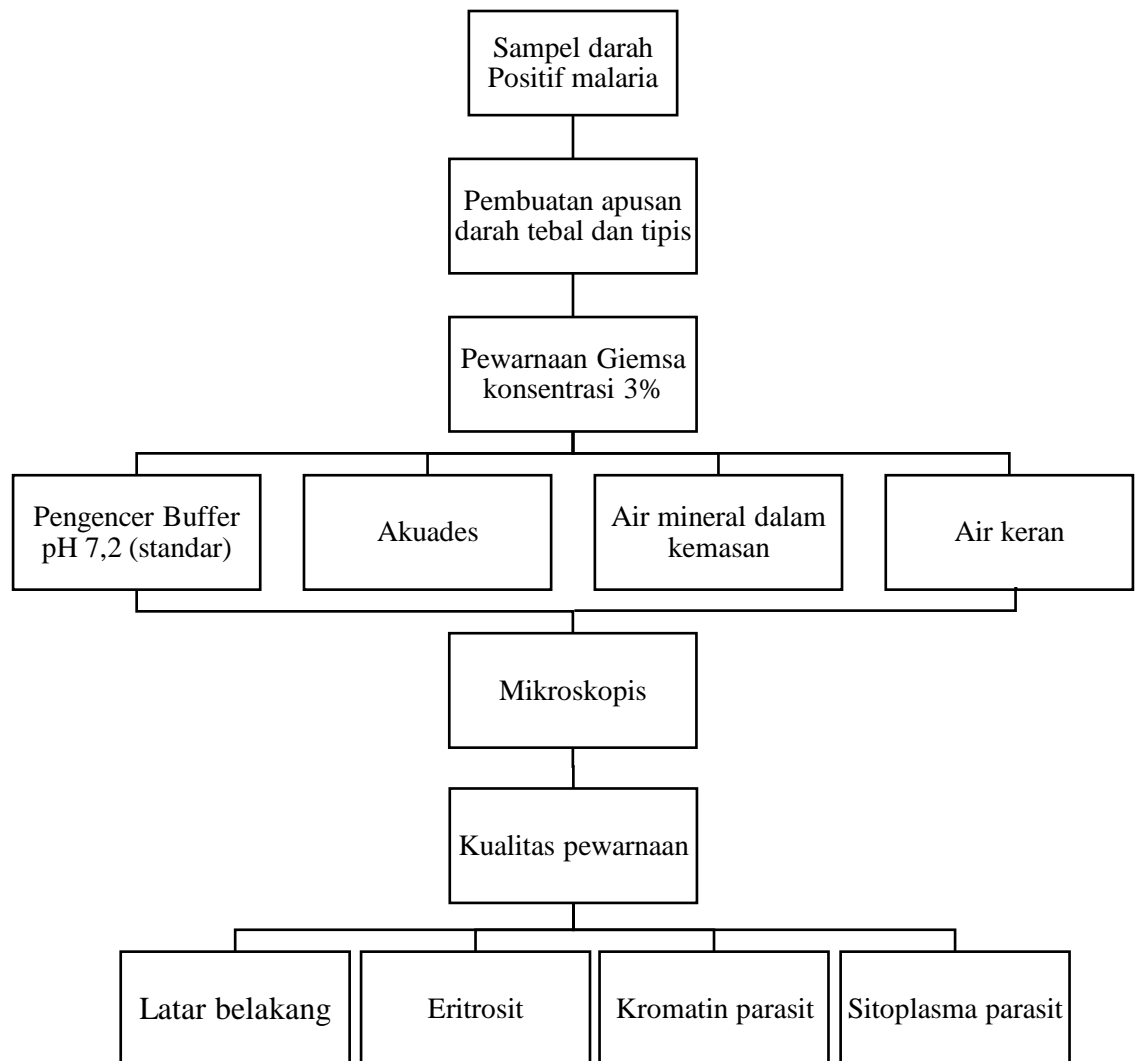 Sampel darah
Positif malaria
Pembuatan apusan
darah tebal dan tipis
Pewarnaan Giemsa
konsentrasi 3%
Pengencer Buffer
pH 7,2 (standar)
Akuades
Air mineral dalam
kemasan
Air keran
Mikroskopis
Kualitas pewarnaan
Latar belakang
Eritrosit
Kromatin parasit
Sitoplasma parasit